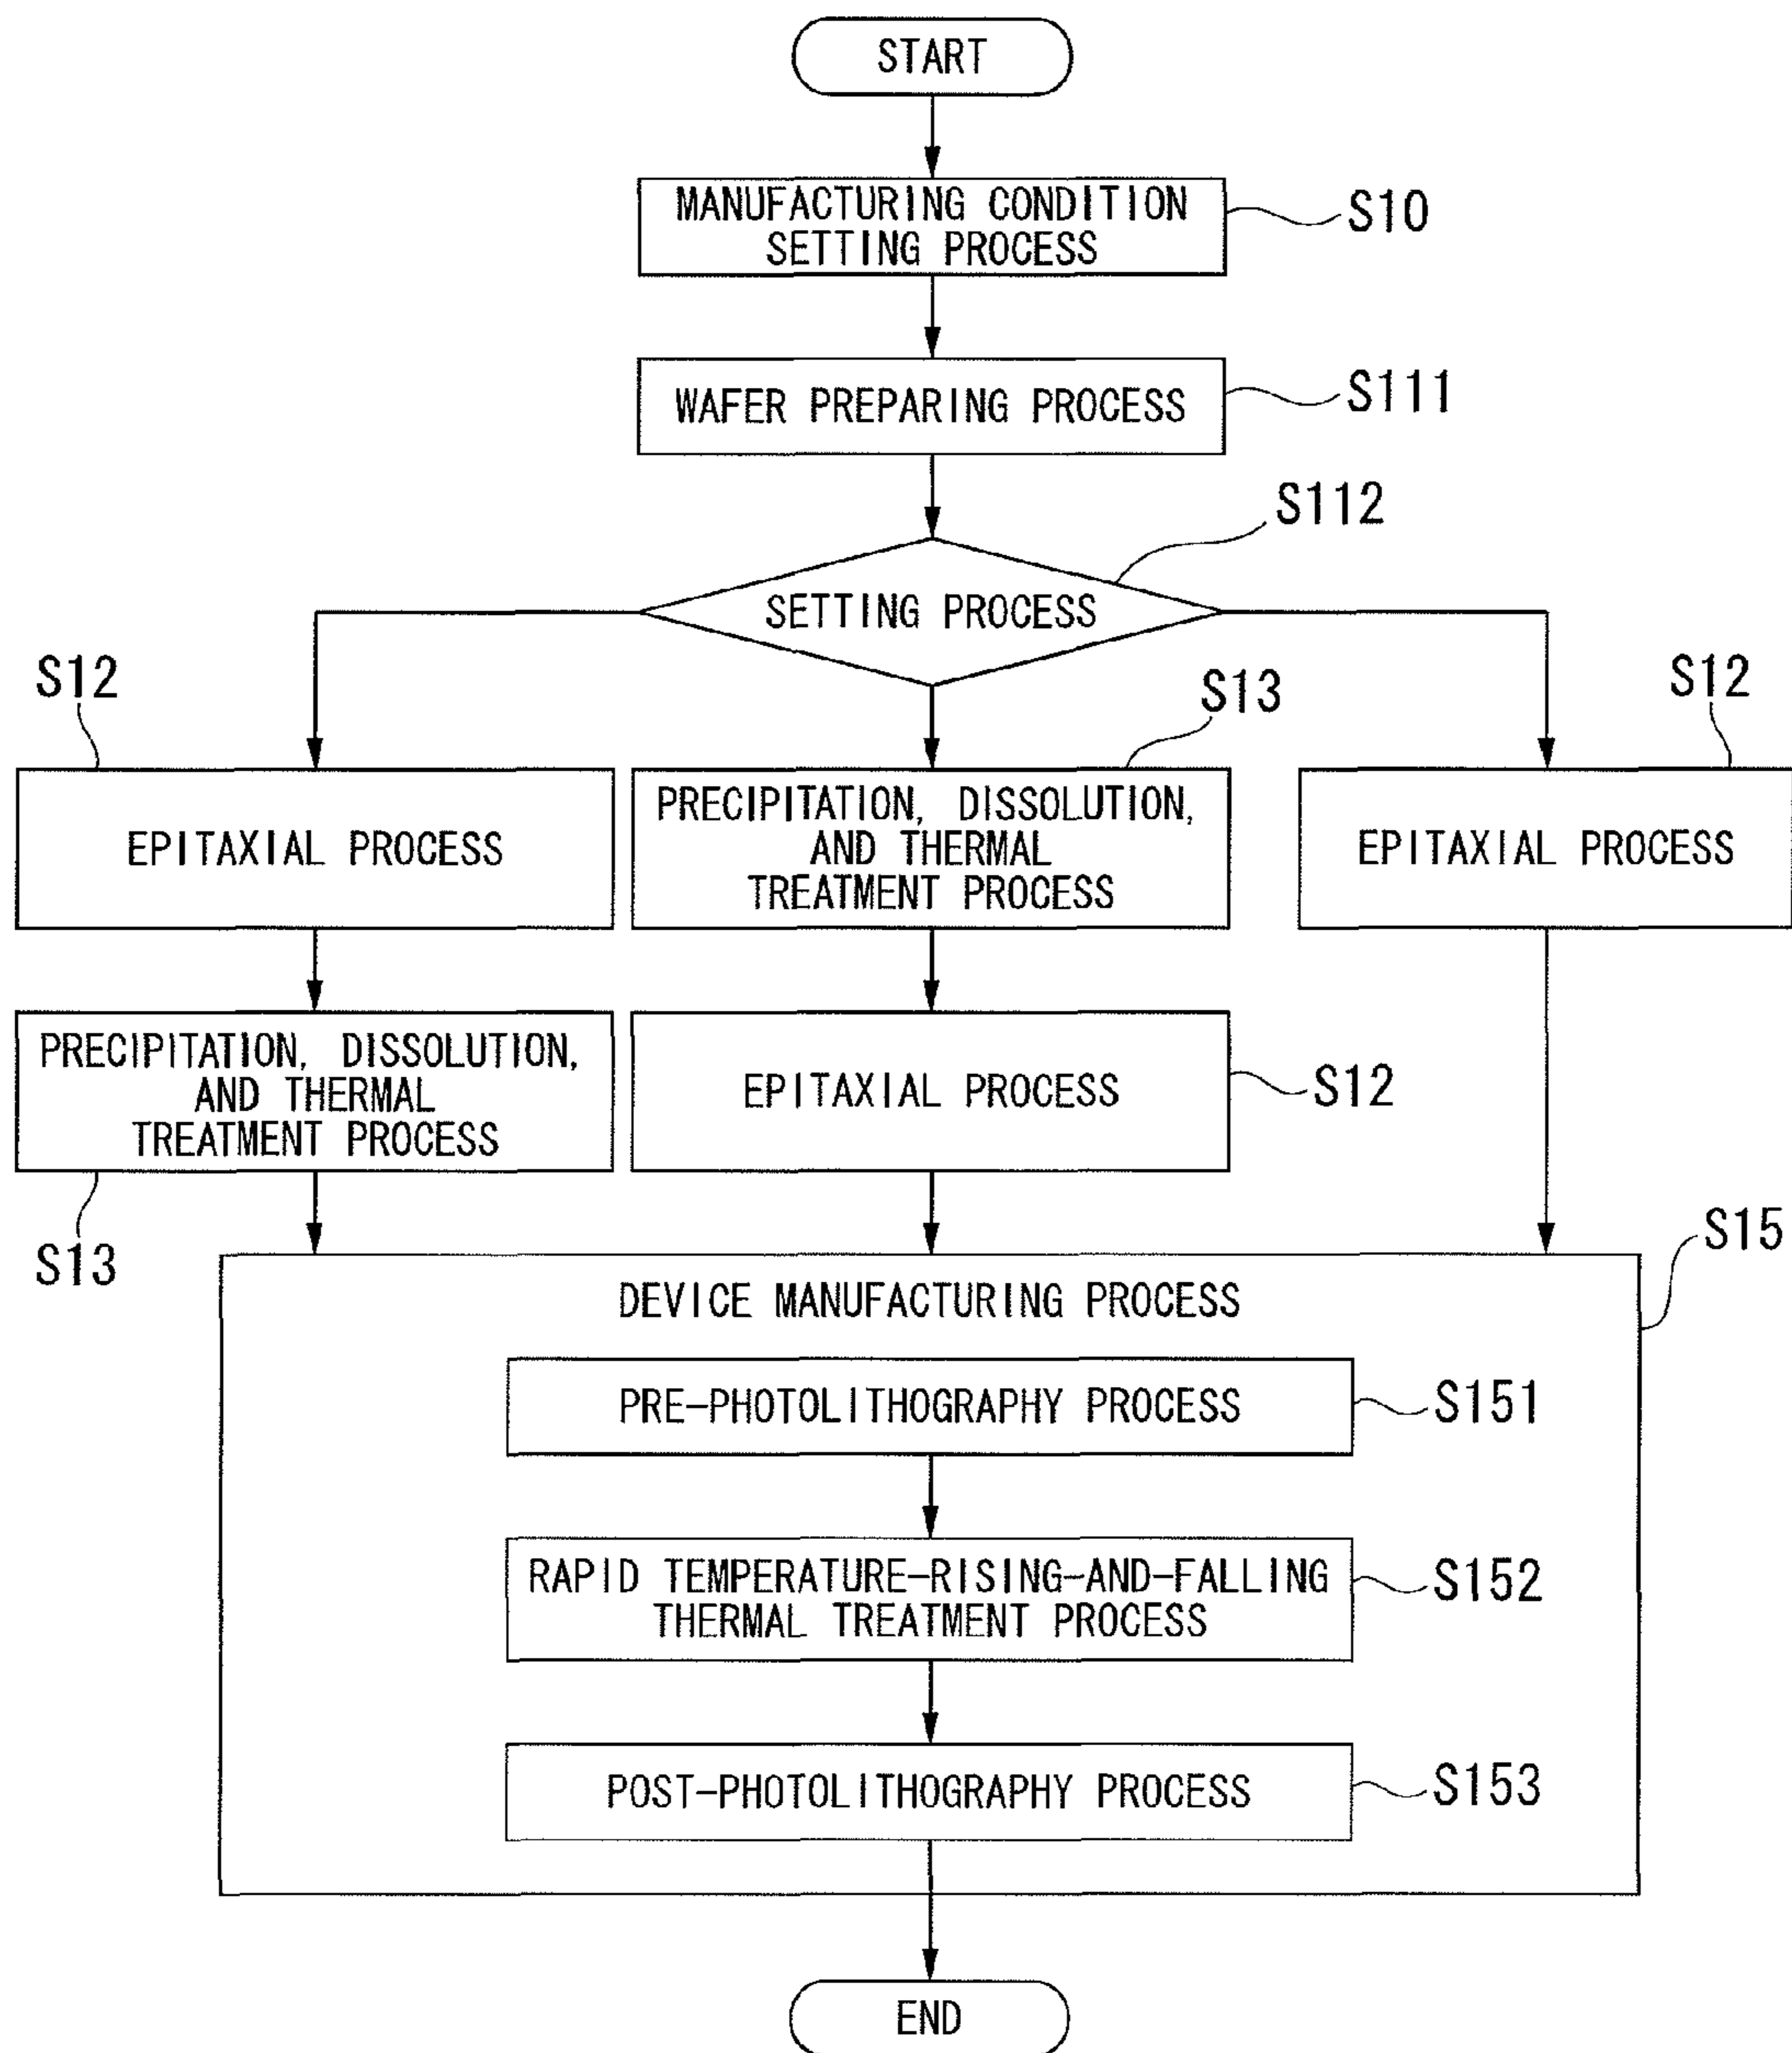 START
MANUFACTURING CONDITION
SETTING PROCESS
S10
WAFER PREPARING PROCESS
S111
S112
SETTING PROCESS
S12
S13
S12
EPITAXIAL PROCESS
PRECIPITATION, DISSOLUTION,
AND THERMAL
TREATMENT PROCESS
EPITAXIAL PROCESS
PRECIPITATION, DISSOLUTION,
AND THERMAL
TREATMENT PROCESS
EPITAXIAL PROCESS
S12
S13
S15
DEVICE MANUFACTURING PROCESS
PRE-PHOTOLITHOGRAPHY PROCESS
S151
RAPID TEMPERATURE-RISING-AND-FALLING
THERMAL TREATMENT PROCESS
S152
POST-PHOTOLITHOGRAPHY PROCESS
S153
END